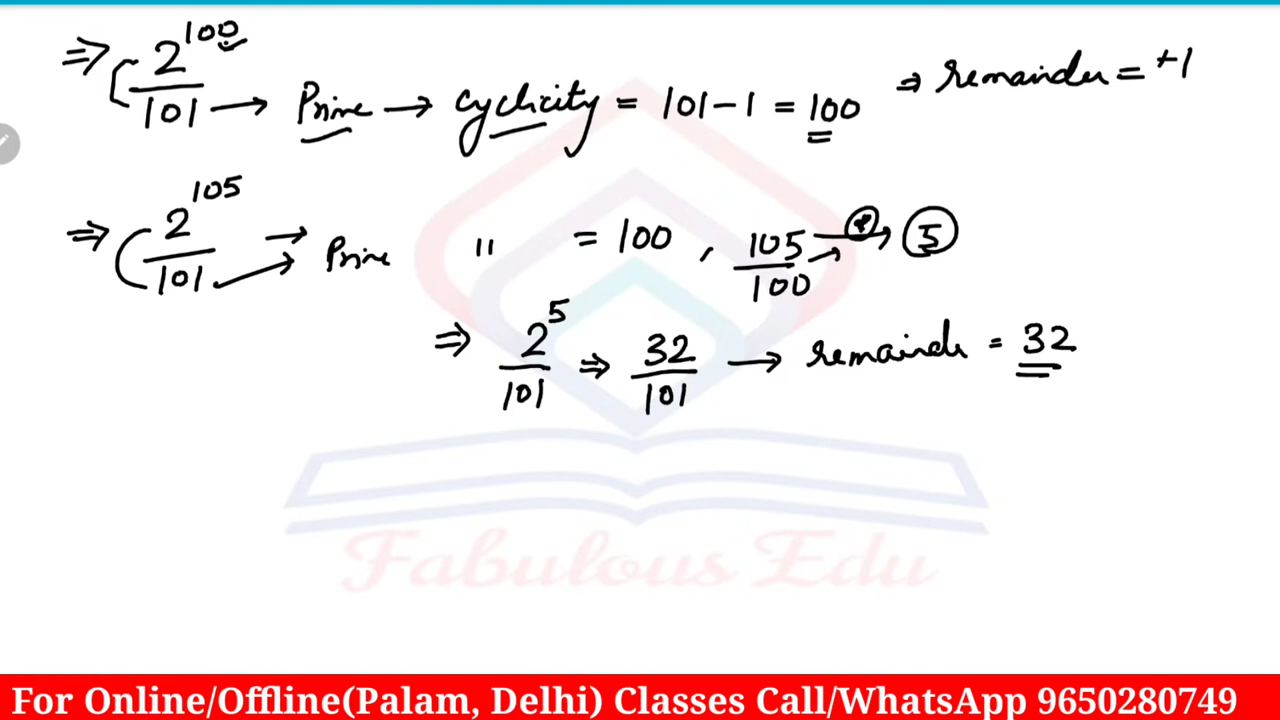 ⇒ 2^100/101 → Prime → cyclicity = 101-1 = 100 ⇒ remainder = +1
⇒ 2^105/101 → Prime " = 100 , 105/100 → (R) → 5
⇒ 2^5/101 ⇒ 32/101 → remainder = 32
Fabulous Edu
For Online/Offline(Palam, Delhi) Classes Call/WhatsApp 9650280749